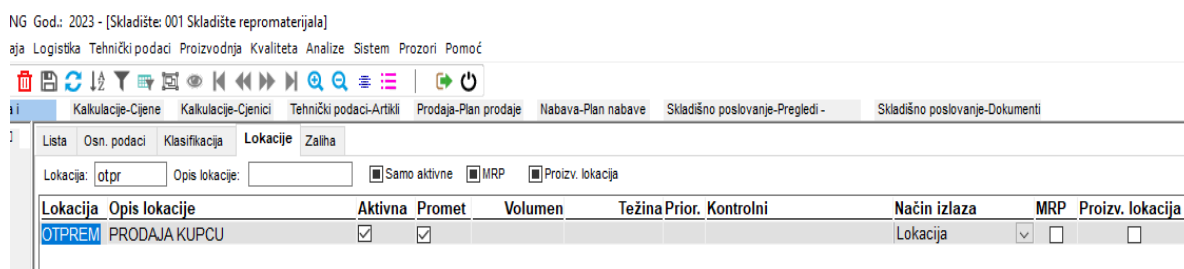 NG God.: 2023 - [Skladište: 001 Skladište repromaterijala]
aja Logistika Tehnički podaci Proizvodnja Kvaliteta Analize Sistem Prozori Pomoć
a i Kalkulacije-Cijene Kalkulacije-Cjenici Tehnički podaci-Artikli Prodaja-Plan prodaje Nabava-Plan nabave Skladišno poslovanje-Pregledi - Skladišno poslovanje-Dokumenti
Lista Osn. podaci Klasifikacija Lokacije Zaliha
Lokacija: otpr Opis lokacije: Samo aktivne MRP Proizv. lokacija
Lokacija Opis lokacije Aktivna Promet Volumen Težina Prior. Kontrolni Način izlaza MRP Proizv. lokacija
OTPREM PRODAJA KUPCU Lokacija